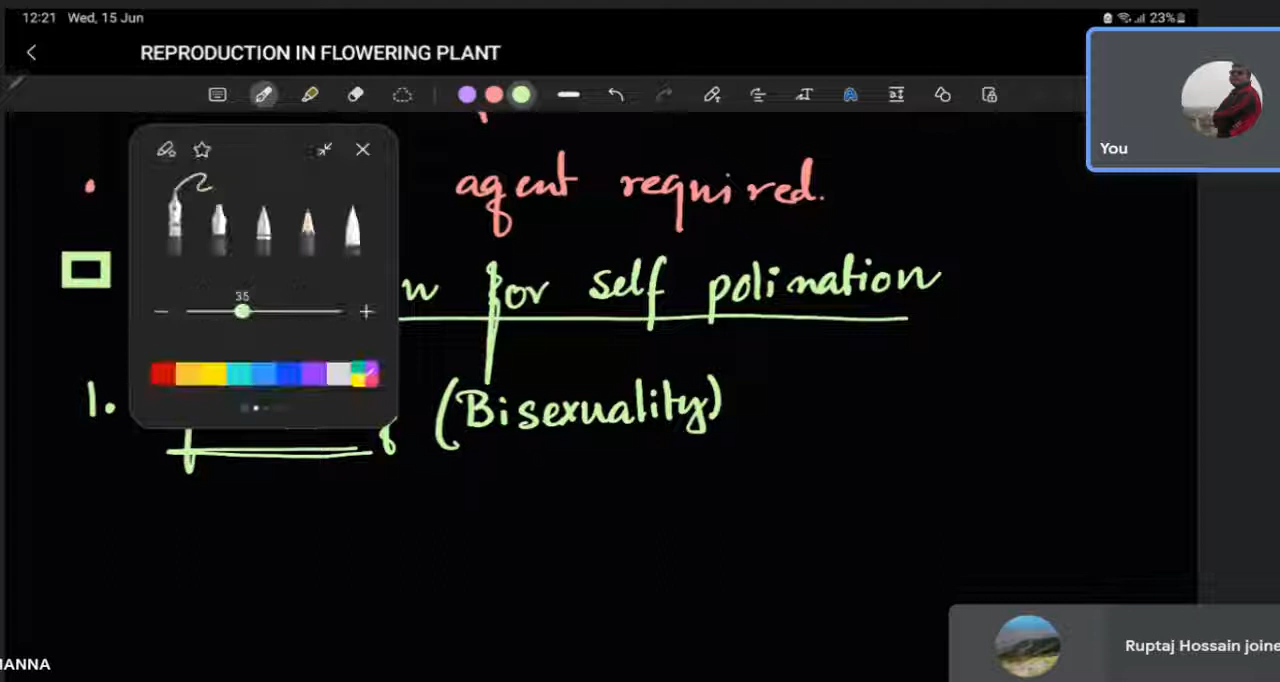 12:21 Wed, 15 Jun
23%
REPRODUCTION IN FLOWERING PLANT
You
agent required.
35
n for self polination
1. (Bisexuality)
Ruptaj Hossain joine
IANNA